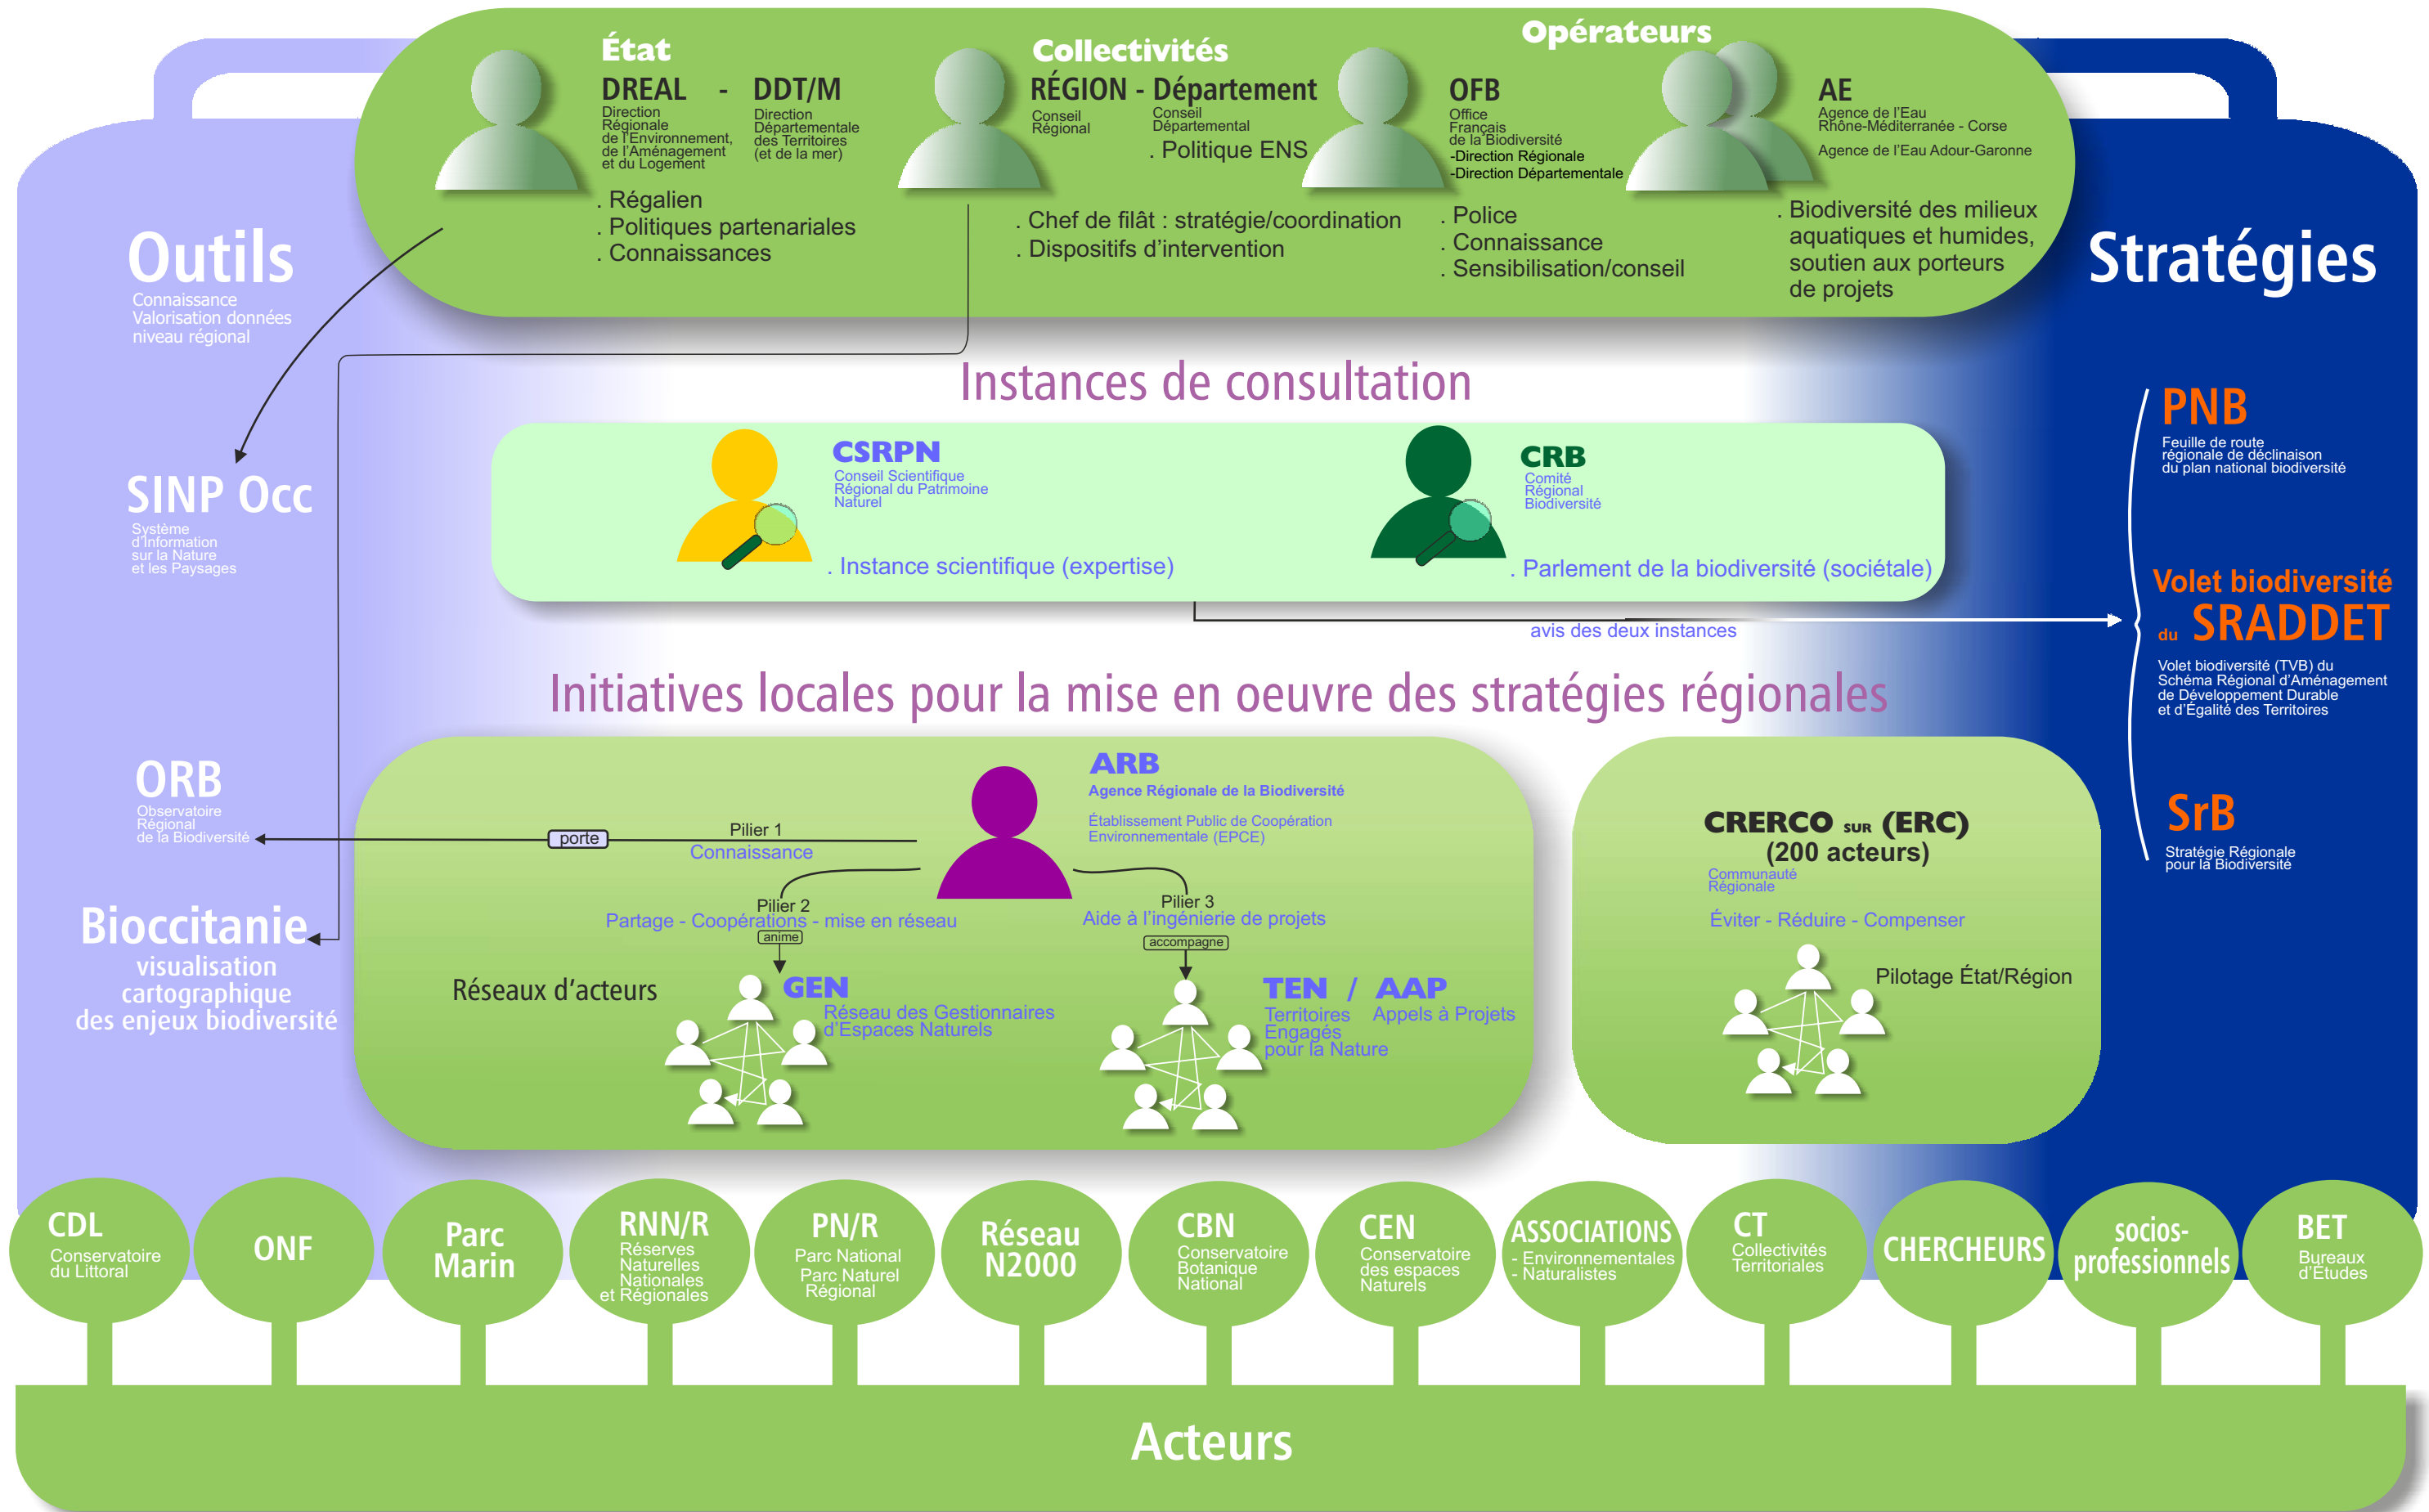 État
DREAL - DDT/M
Direction
Régionale
de l'Environnement,
de l'Aménagement
et du Logement
Direction
Départementale
des Territoires
(et de la mer)
. Régalien
. Politiques partenariales
. Connaissances
Collectivités
RÉGION - Département
Conseil
Régional
Conseil
Départemental
. Politique ENS
. Chef de filât : stratégie/coordination
. Dispositifs d'intervention
Opérateurs
OFB
Office
Français
de la Biodiversité
-Direction Régionale
-Direction Départementale
. Police
. Connaissance
. Sensibilisation/conseil
AE
Agence de l'Eau
Rhône-Méditerranée - Corse
Agence de l'Eau Adour-Garonne
. Biodiversité des milieux
aquatiques et humides,
soutien aux porteurs
de projets
Outils
Connaissance
Valorisation données
niveau régional
SINP Occ
Système
d'Information
sur la Nature
et les Paysages
ORB
Observatoire
Régional
de la Biodiversité
Bioccitanie
visualisation
cartographique
des enjeux biodiversité
Stratégies
PNB
Feuille de route
régionale de déclinaison
du plan national biodiversité
Volet biodiversité
du SRADDET
Volet biodiversité (TVB) du
Schéma Régional d'Aménagement
de Développement Durable
et d'Égalité des Territoires
SrB
Stratégie Régionale
pour la Biodiversité
Instances de consultation
CSRPN
Conseil Scientifique
Régional du Patrimoine
Naturel
. Instance scientifique (expertise)
CRB
Comité
Régional
Biodiversité
. Parlement de la biodiversité (sociétale)
avis des deux instances
Initiatives locales pour la mise en oeuvre des stratégies régionales
ARB
Agence Régionale de la Biodiversité
Établissement Public de Coopération
Environnementale (EPCE)
porte
Pilier 1
Connaissance
Pilier 2
Partage - Coopérations - mise en réseau
anime
Pilier 3
Aide à l'ingénierie de projets
accompagne
Réseaux d'acteurs
GEN
Réseau des Gestionnaires
d'Espaces Naturels
TEN / AAP
Territoires
Engagés
pour la Nature
Appels à Projets
CRERCO SUR (ERC)
(200 acteurs)
Communauté
Régionale
Éviter - Réduire - Compenser
Pilotage État/Région
CDL
Conservatoire
du Littoral
ONF
Parc
Marin
RNN/R
Réserves
Naturelles
Nationales
et Régionales
PN/R
Parc National
Parc Naturel
Régional
Réseau
N2000
CBN
Conservatoire
Botanique
National
CEN
Conservatoire
des espaces
Naturels
ASSOCIATIONS
- Environnementales
- Naturalistes
CT
Collectivités
Territoriales
CHERCHEURS
socios-
professionnels
BET
Bureaux
d'Études
Acteurs